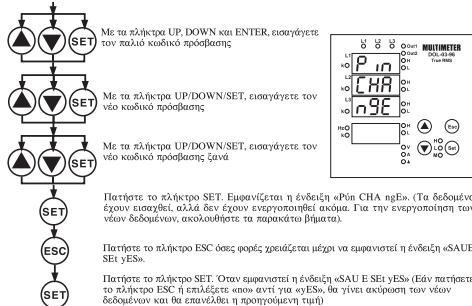 SET
Με τα πλήκτρα UP, DOWN και ENTER, εισαγάγετε
τον παλιό κωδικό πρόσβασης
SET
Με τα πλήκτρα UP/DOWN/SET, εισαγάγετε τον
νέο κωδικό πρόσβασης
SET
Με τα πλήκτρα UP/DOWN/SET, εισαγάγετε τον
νέο κωδικό πρόσβασης ξανά
SET
Πατήστε το πλήκτρο SET. Εμφανίζεται η ένδειξη «Pón CHA ngE». (Τα δεδομένα
έχουν εισαχθεί, αλλά δεν έχουν ενεργοποιηθεί ακόμα. Για την ενεργοποίηση των
νέων δεδομένων, ακολουθήστε τα παρακάτω βήματα).
ESC
Πατήστε το πλήκτρο ESC όσες φορές χρειάζεται μέχρι να εμφανιστεί η ένδειξη «SAUE
SEt yES».
SET
Πατήστε το πλήκτρο SET. Όταν εμφανιστεί η ένδειξη «SAU E SEt yES» (Εάν πατήσετε
το πλήκτρο ESC ή επιλέξετε «no» αντί για «yES», θα γίνει ακύρωση των νέων
δεδομένων και θα επανέλθει η προηγούμενη τιμή)
L1 L2 L3
Out1
Out2
MULTIMETER
DOL-03-96
True RMS
L1
k
P in
H
L
L2
k
CHA
H
L
L3
k
ngE
H
L
Hz
k
H
L
V
A
Esc
H
L
M
Set